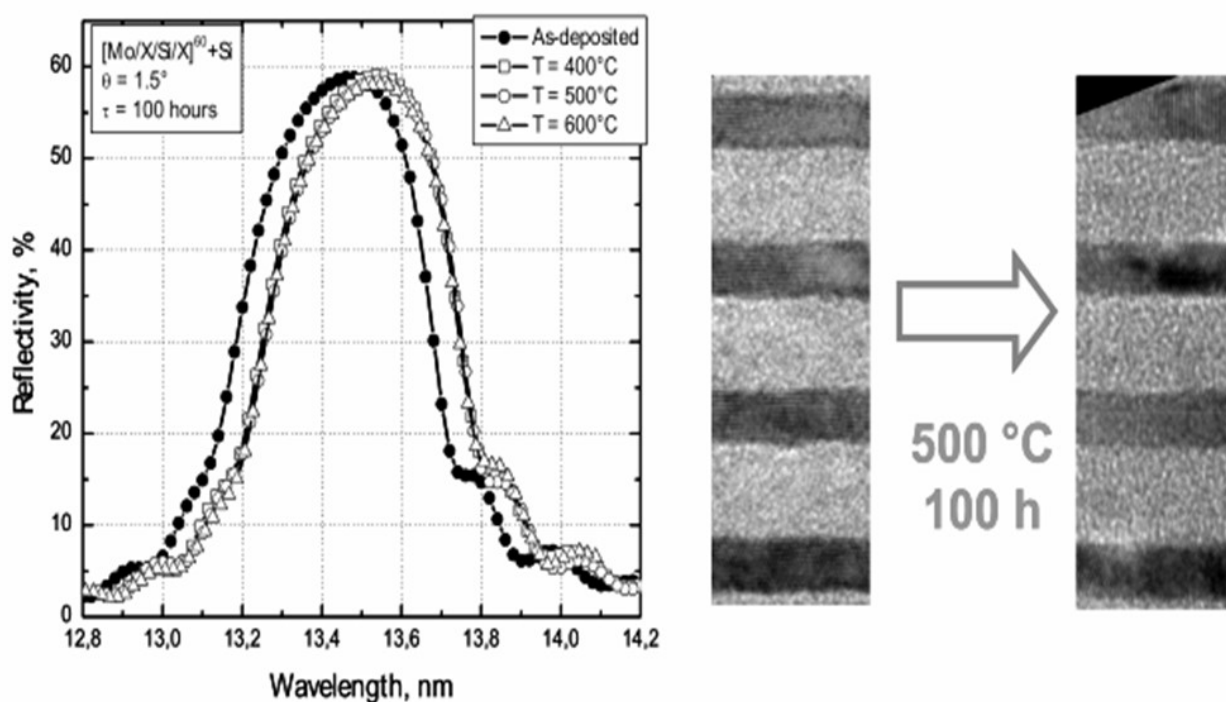 [Mo/X/Si/X]⁶⁰+Si
θ = 1.5°
τ = 100 hours
As-deposited
T = 400°C
T = 500°C
T = 600°C
Reflectivity, %
60
50
40
30
20
10
0
12,8 13,0 13,2 13,4 13,6 13,8 14,0 14,2
Wavelength, nm
500 °C
100 h